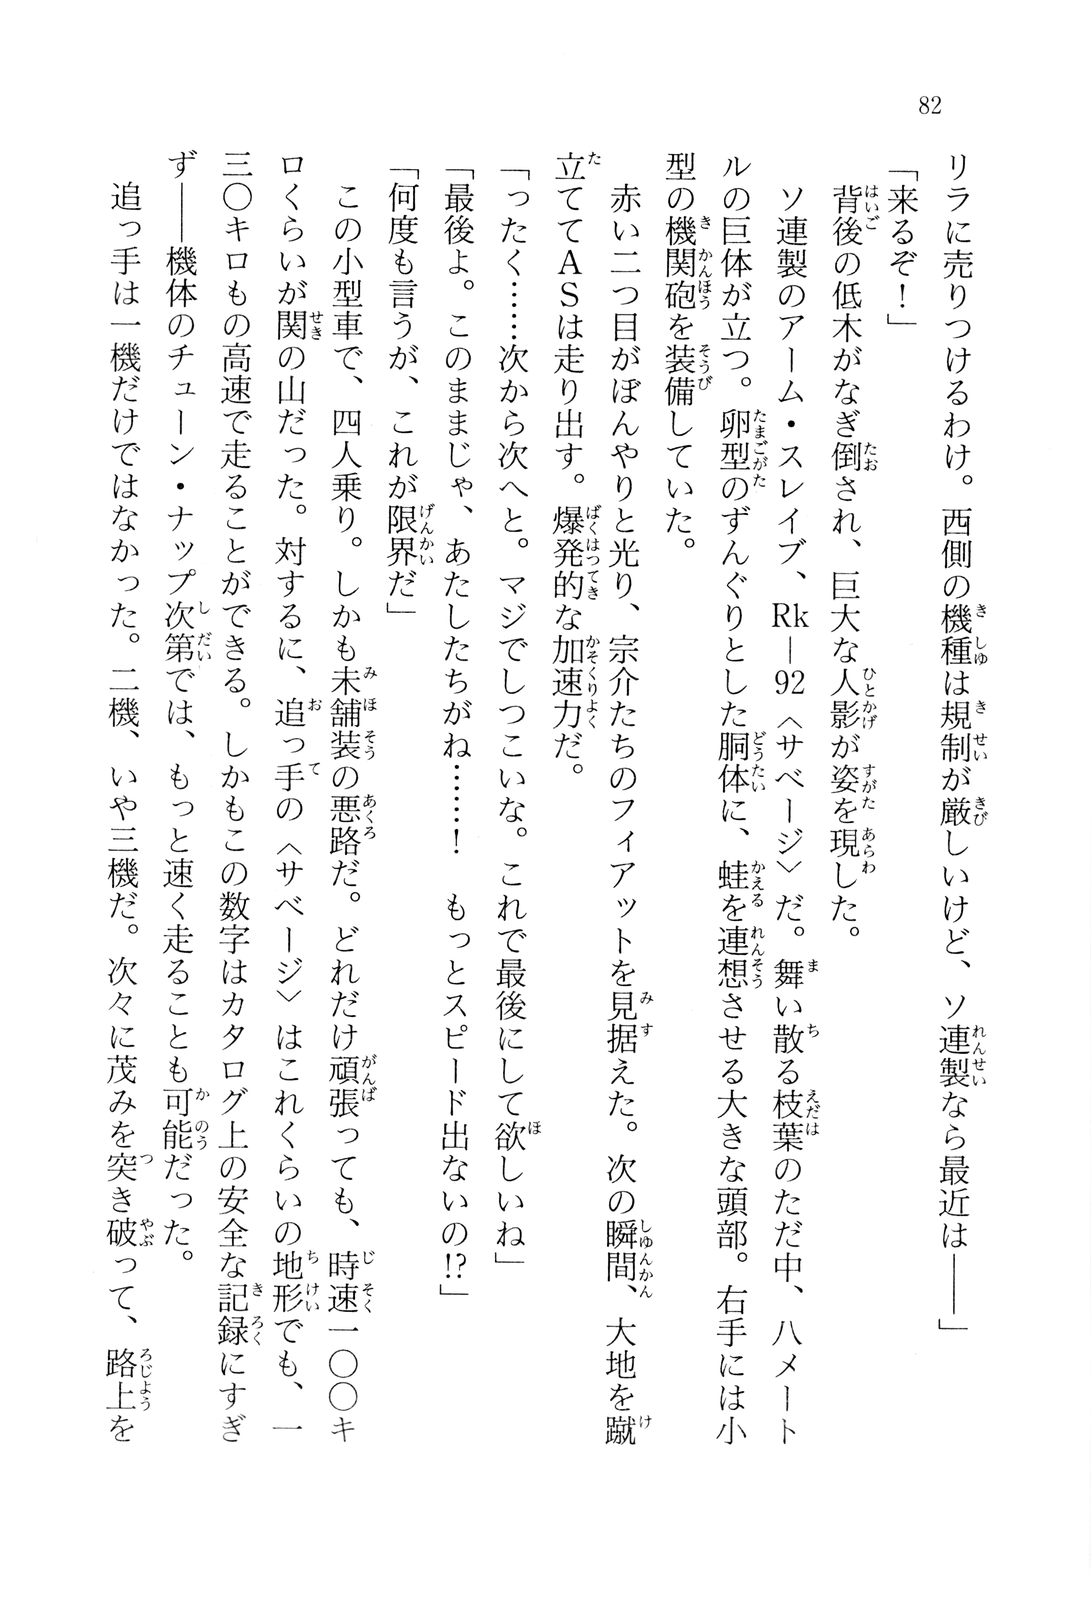 82
リラに売りつけるわけ。西側の機種は規制が厳しいけど、ソ連製なら最近は――」
「来るぞ！」
　背後の低木がなぎ倒され、巨大な人影が姿を現した。
　ソ連製のアーム・スレイブ、Rk―92〈サベージ〉だ。舞い散る枝葉のただ中、八メート
ルの巨体が立つ。卵型のずんぐりとした胴体に、蛙を連想させる大きな頭部。右手には小
型の機関砲を装備していた。
　赤い二つ目がぼんやりと光り、宗介たちのフィアットを見据えた。次の瞬間、大地を蹴
立ててＡＳは走り出す。爆発的な加速力だ。
「ったく……次から次へと。マジでしつこいな。これで最後にして欲しいね」
「最後よ。このままじゃ、あたしたちがね……！　もっとスピード出ないの!?」
「何度も言うが、これが限界だ」
　この小型車で、四人乗り。しかも未舗装の悪路だ。どれだけ頑張っても、時速一〇〇キ
ロくらいが関の山だった。対するに、追っ手の〈サベージ〉はこれくらいの地形でも、一
三〇キロもの高速で走ることができる。しかもこの数字はカタログ上の安全な記録にすぎ
ず――機体のチューン・ナップ次第では、もっと速く走ることも可能だった。
　追っ手は一機だけではなかった。二機、いや三機だ。次々に茂みを突き破って、路上を